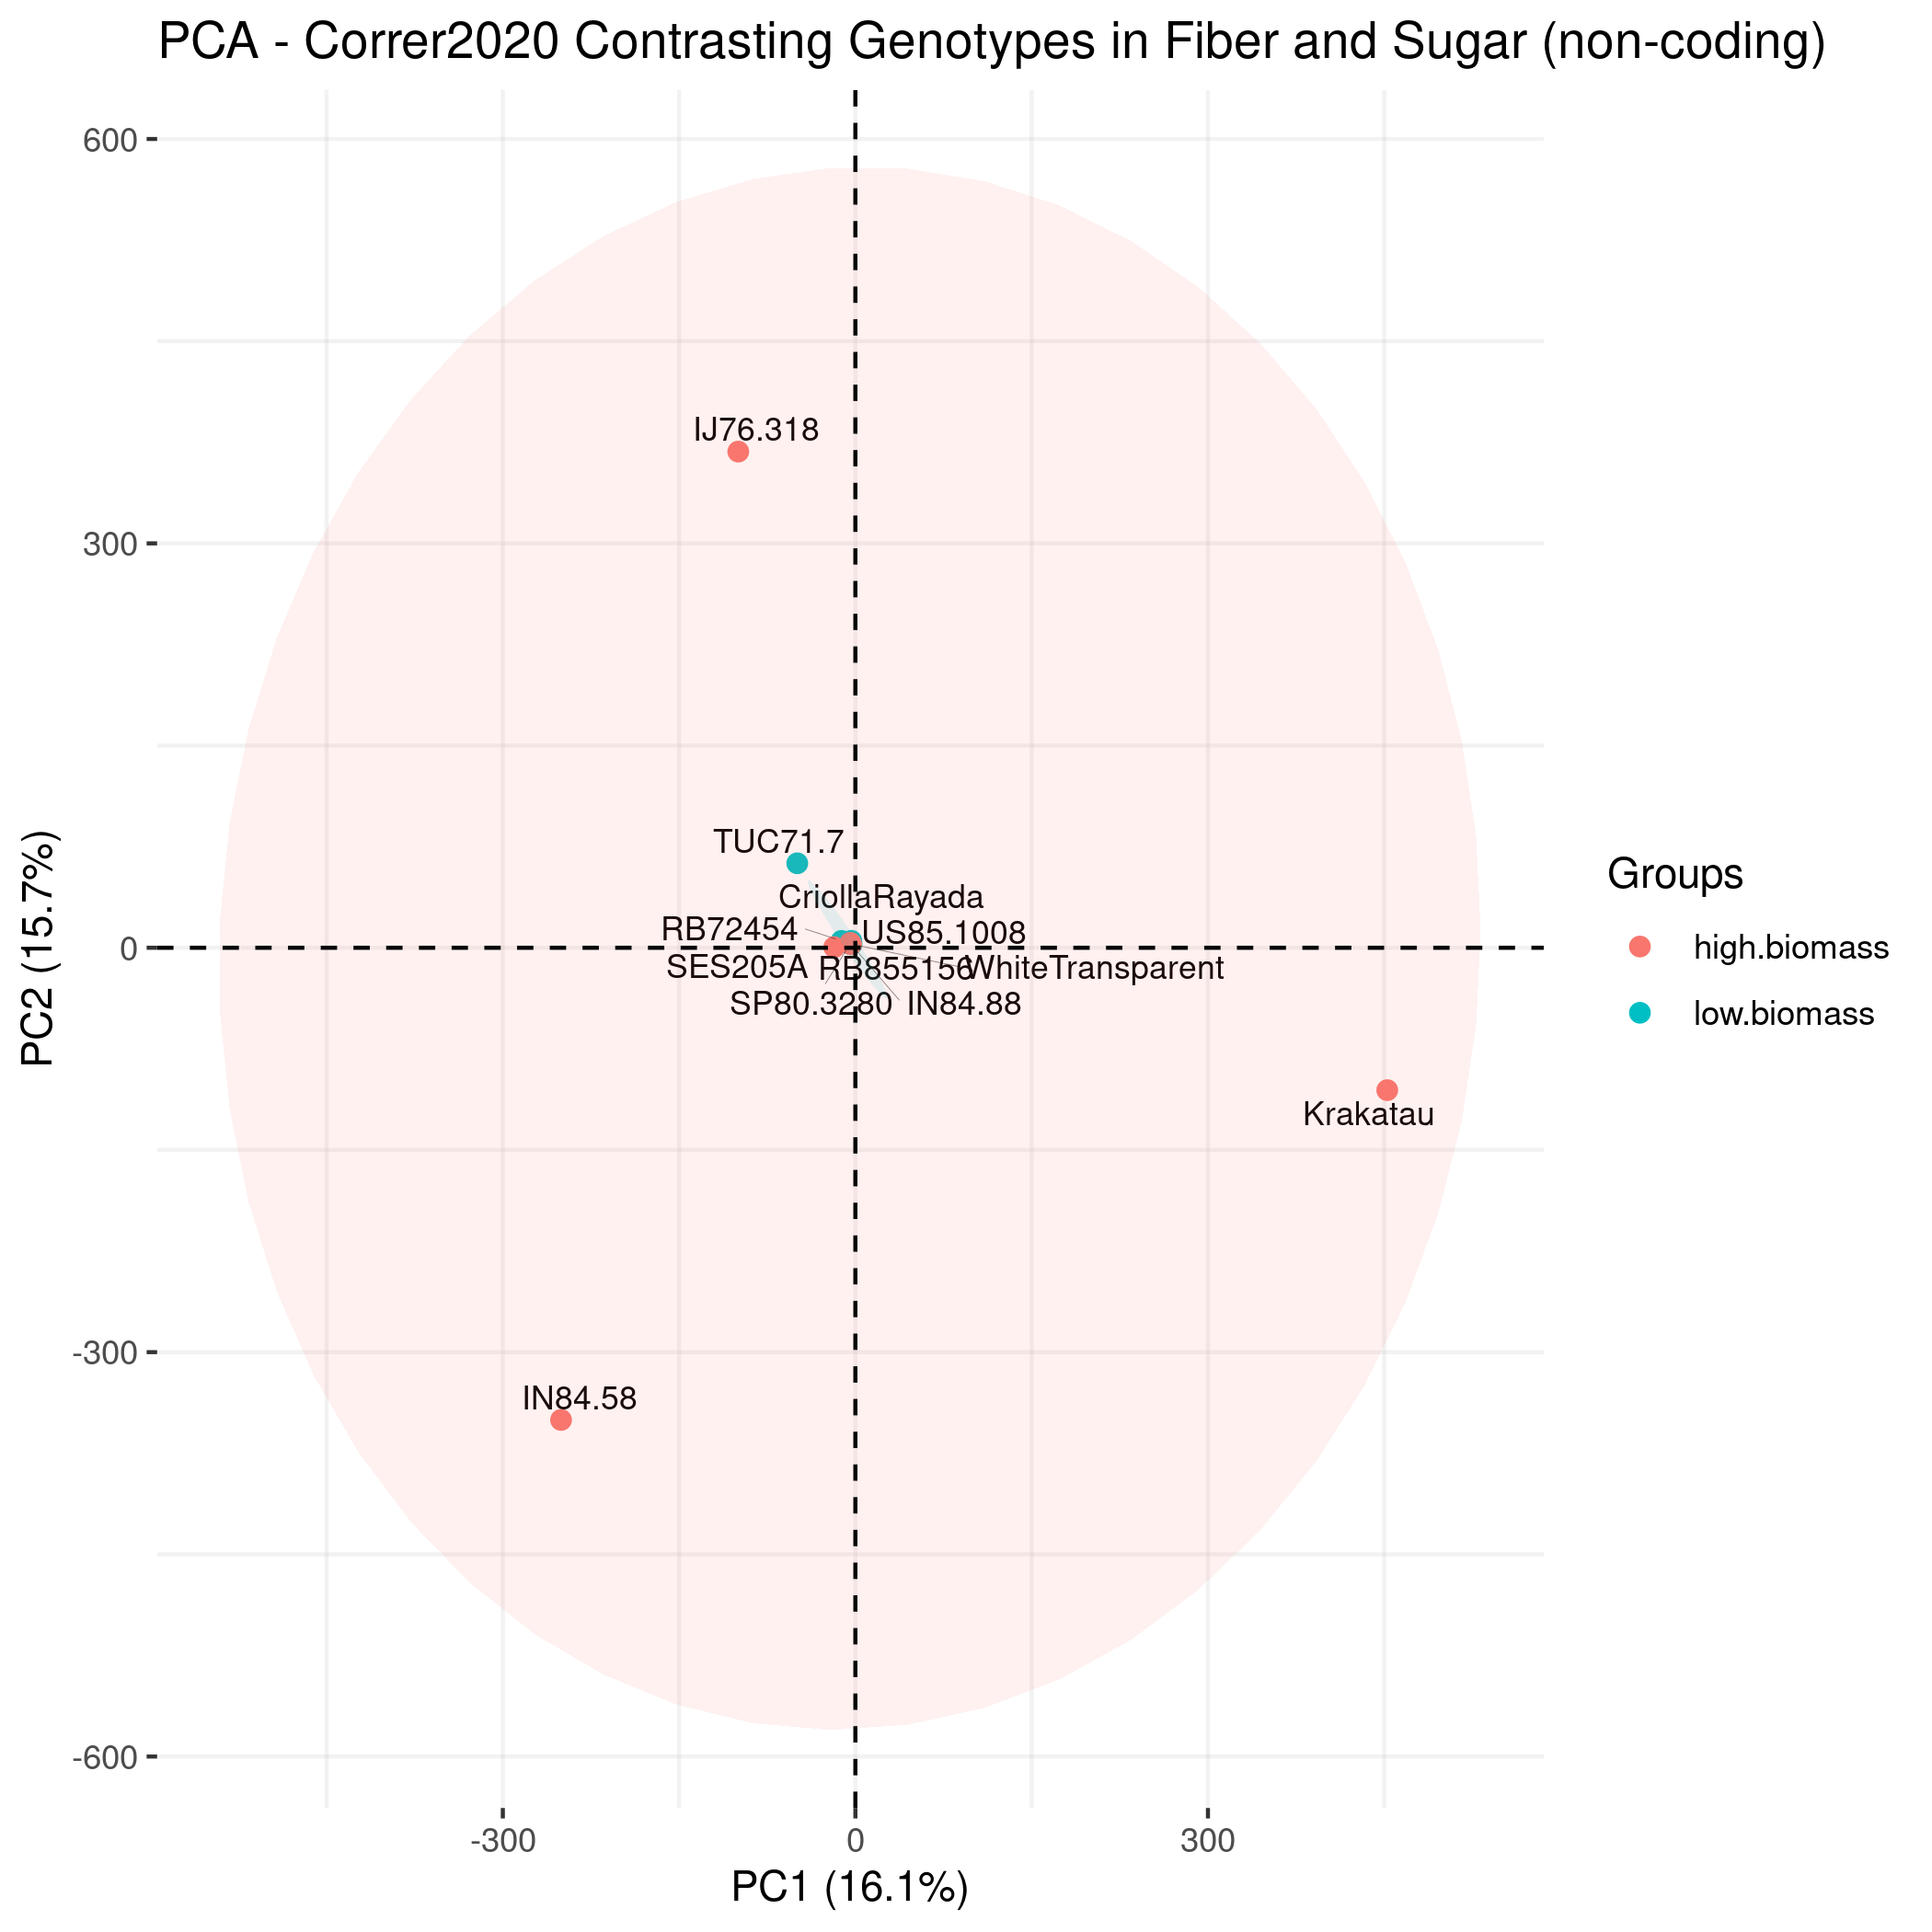 PCA - Correr2020 Contrasting Genotypes in Fiber and Sugar (non-coding)
600
300
0
-300
-600
PC2 (15.7%)
IJ76.318
TUC71.7
CriollaRayada
RB72454
US85.1008
SES205A
RB855156
WhiteTransparent
SP80.3280
IN84.88
Krakatau
IN84.58
-300
0
300
PC1 (16.1%)
Groups
high.biomass
low.biomass